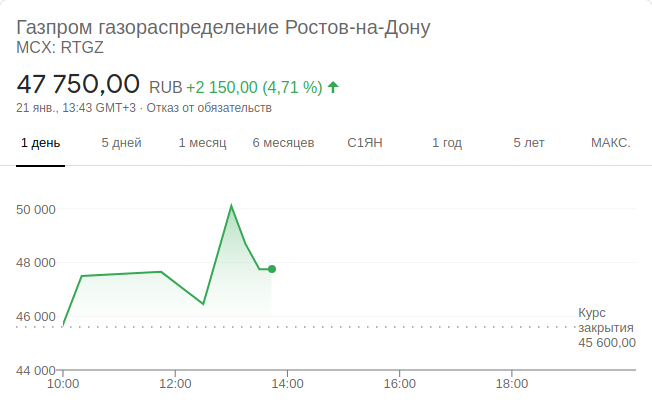 Газпром газораспределение Ростов-на-Дону
MCX: RTGZ
47 750,00 RUB +2 150,00 (4,71 %)
21 янв., 13:43 GMT+3 · Отказ от обязательств
1 день 5 дней 1 месяц 6 месяцев С1ЯН 1 год 5 лет МАКС.
50 000
48 000
46 000
44 000
Курс
закрытия
45 600,00
10:00 12:00 14:00 16:00 18:00